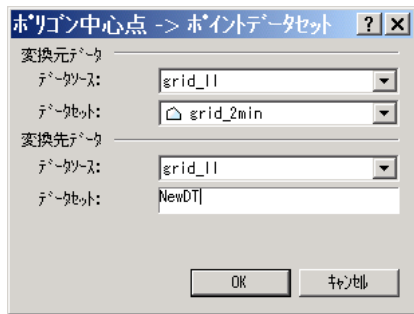 ﾎﾟﾘｺﾞﾝ中心点 -> ﾎﾟｲﾝﾄﾃﾞｰﾀｾｯﾄ ? ×
変換元ﾃﾞｰﾀ
ﾃﾞｰﾀｿｰｽ: grid_ll
ﾃﾞｰﾀｾｯﾄ: grid_2min
変換先ﾃﾞｰﾀ
ﾃﾞｰﾀｿｰｽ: grid_ll
ﾃﾞｰﾀｾｯﾄ: NewDT
OK ｷｬﾝｾﾙ